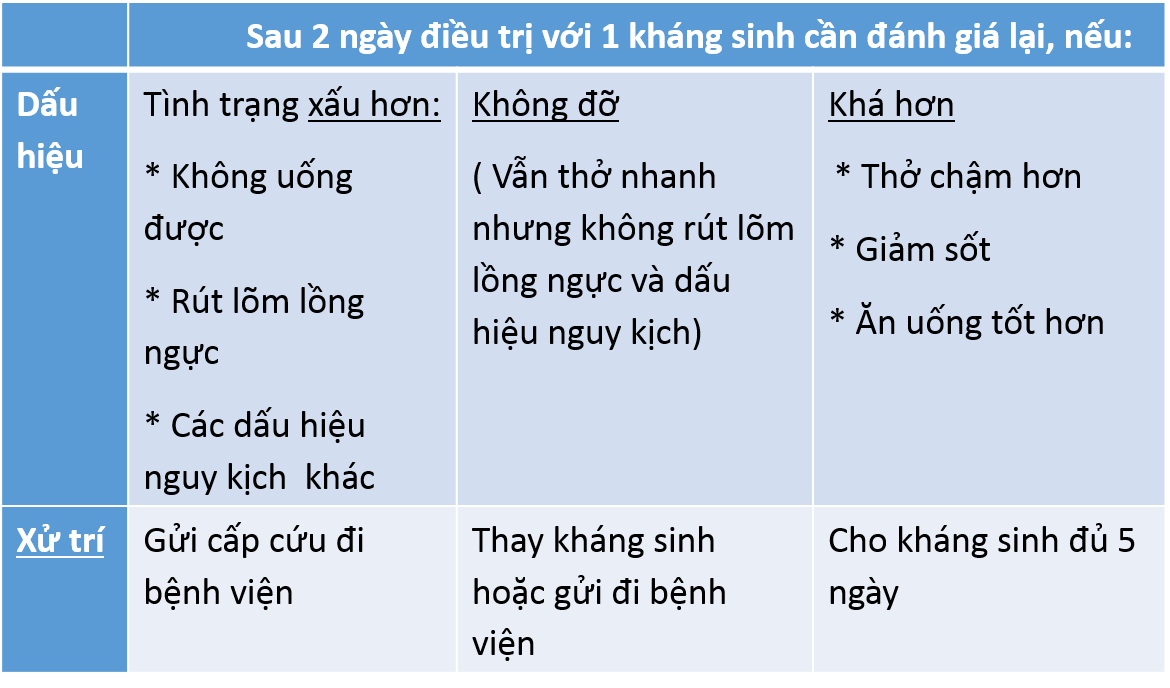 Sau 2 ngày điều trị với 1 kháng sinh cần đánh giá lại, nếu:
Dấu
hiệu
Tình trạng xấu hơn:
* Không uống
được
* Rút lõm lồng
ngực
* Các dấu hiệu
nguy kịch khác
Không đỡ
( Vẫn thở nhanh
nhưng không rút lõm
lồng ngực và dấu
hiệu nguy kịch)
Khá hơn
* Thở chậm hơn
* Giảm sốt
* Ăn uống tốt hơn
Xử trí
Gửi cấp cứu đi
bệnh viện
Thay kháng sinh
hoặc gửi đi bệnh
viện
Cho kháng sinh đủ 5
ngày